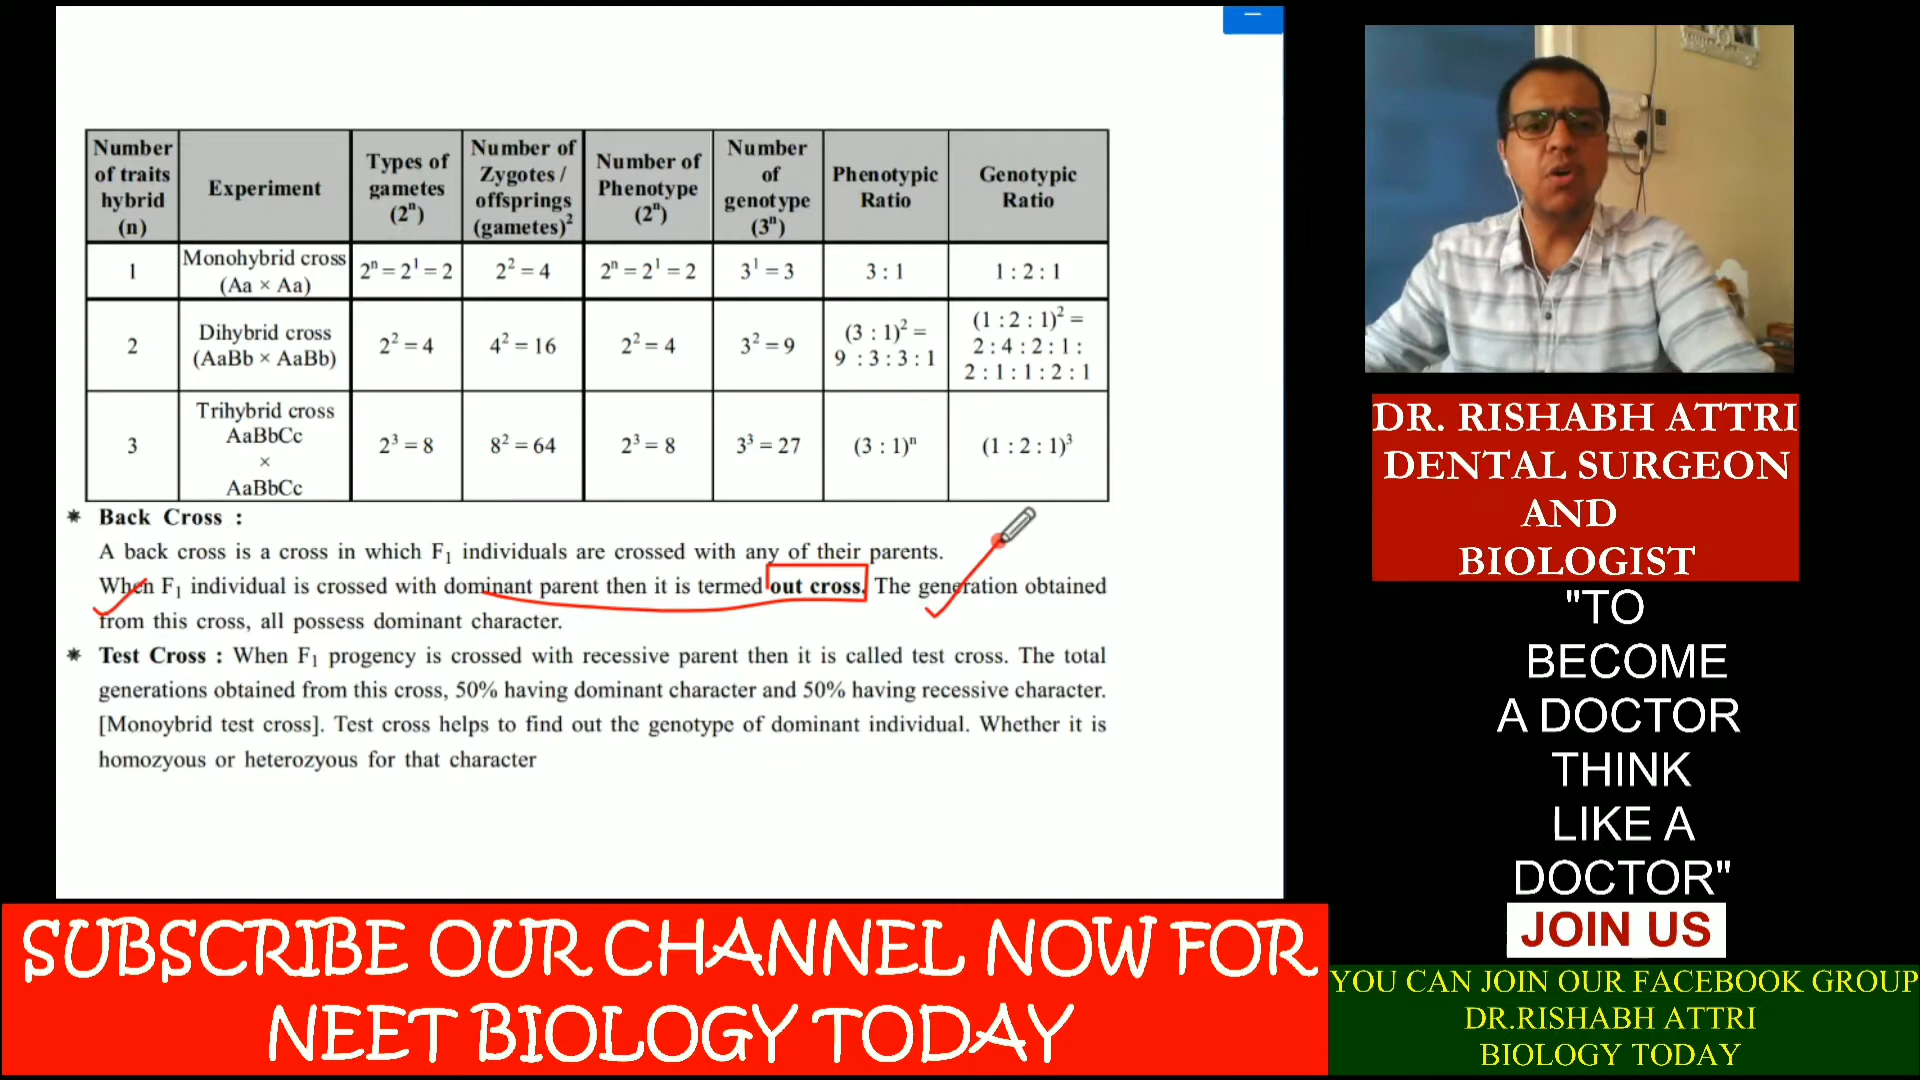 Number of traits hybrid (n)
Experiment
Types of gametes (2ⁿ)
Number of Zygotes / offsprings (gametes)²
Number of Phenotype (2ⁿ)
Number of genotype (3ⁿ)
Phenotypic Ratio
Genotypic Ratio
1
Monohybrid cross (Aa × Aa)
2ⁿ = 2¹ = 2
2² = 4
2ⁿ = 2¹ = 2
3¹ = 3
3 : 1
1 : 2 : 1
2
Dihybrid cross (AaBb × AaBb)
2² = 4
4² = 16
2² = 4
3² = 9
(3 : 1)² = 9 : 3 : 3 : 1
(1 : 2 : 1)² = 2 : 4 : 2 : 1 : 2 : 1 : 1 : 2 : 1
3
Trihybrid cross AaBbCc × AaBbCc
2³ = 8
8² = 64
2³ = 8
3³ = 27
(3 : 1)ⁿ
(1 : 2 : 1)³
* Back Cross :
A back cross is a cross in which F₁ individuals are crossed with any of their parents.
When F₁ individual is crossed with dominant parent then it is termed out cross. The generation obtained
from this cross, all possess dominant character.
* Test Cross : When F₁ progency is crossed with recessive parent then it is called test cross. The total
generations obtained from this cross, 50% having dominant character and 50% having recessive character.
[Monoybrid test cross]. Test cross helps to find out the genotype of dominant individual. Whether it is
homozyous or heterozyous for that character
DR. RISHABH ATTRI
DENTAL SURGEON
AND
BIOLOGIST
"TO
BECOME
A DOCTOR
THINK
LIKE A
DOCTOR"
JOIN US
YOU CAN JOIN OUR FACEBOOK GROUP
DR.RISHABH ATTRI
BIOLOGY TODAY
SUBSCRIBE OUR CHANNEL NOW FOR
NEET BIOLOGY TODAY